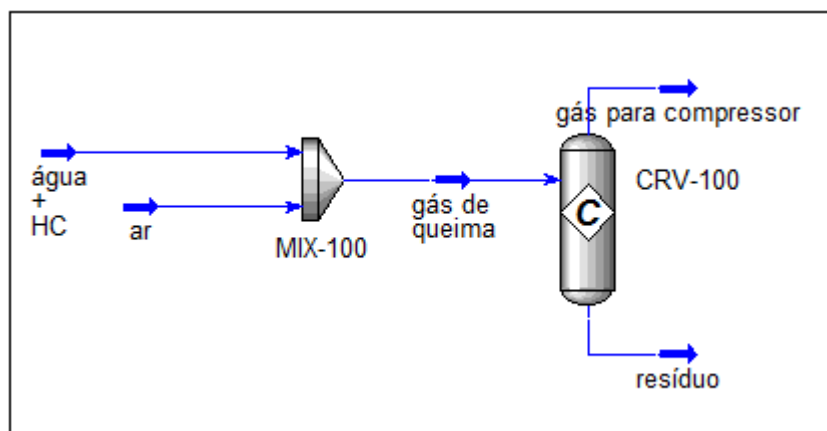 gás para compressor
água
+
HC
ar
MIX-100
gás de
queima
C
CRV-100
resíduo